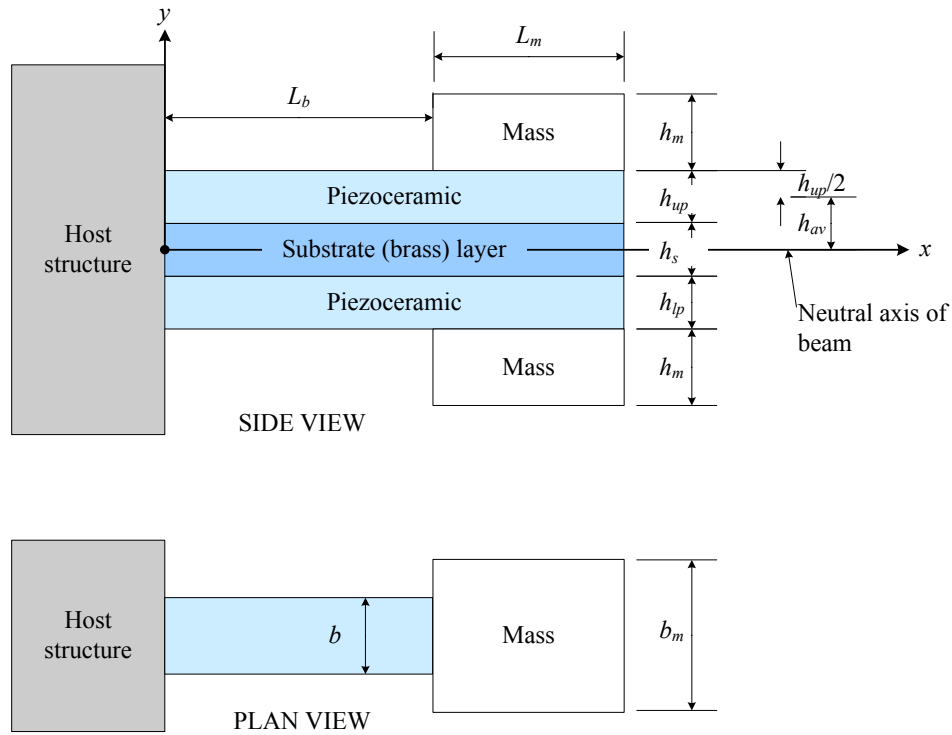 y
L_m
L_b
Mass
h_m
Piezoceramic
h_up
h_up/2
h_av
Host
structure
Substrate (brass) layer
h_s
x
Piezoceramic
h_lp
Neutral axis of
beam
Mass
h_m
SIDE VIEW
Host
structure
b
Mass
b_m
PLAN VIEW